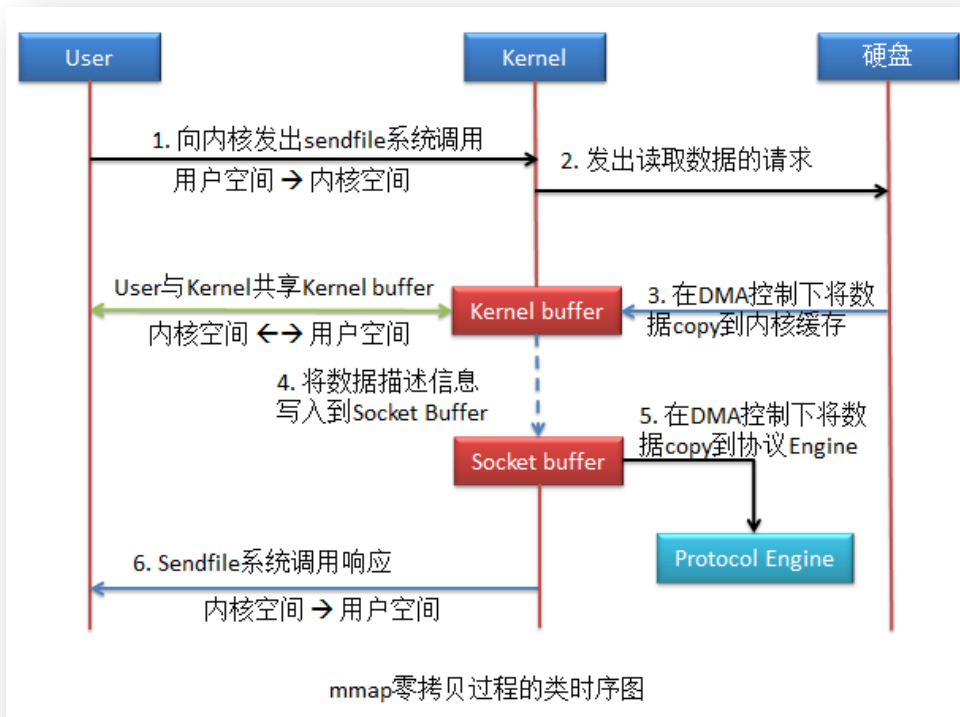 User
Kernel
硬盘
1. 向内核发出sendfile系统调用
用户空间 → 内核空间
2. 发出读取数据的请求
User与Kernel共享Kernel buffer
内核空间 ←→ 用户空间
Kernel buffer
3. 在DMA控制下将数
据copy到内核缓存
4. 将数据描述信息
写入到Socket Buffer
Socket buffer
5. 在DMA控制下将数
据copy到协议Engine
Protocol Engine
6. Sendfile系统调用响应
内核空间 → 用户空间
mmap零拷贝过程的类时序图